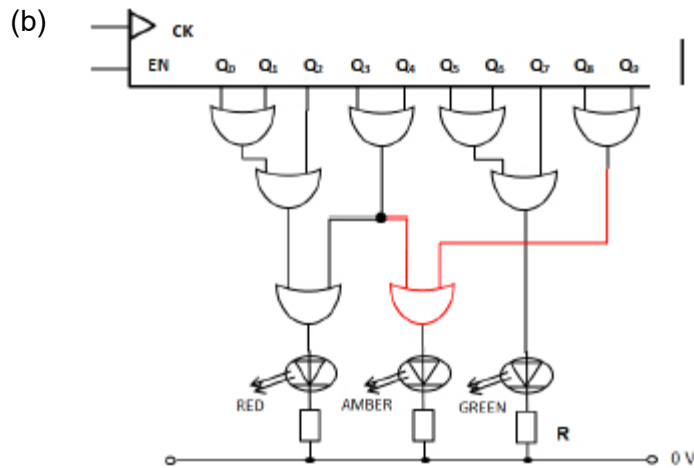 (b)
CK
EN Q0 Q1 Q2 Q3 Q4 Q5 Q6 Q7 Q8 Q9
RED AMBER GREEN R
0 V